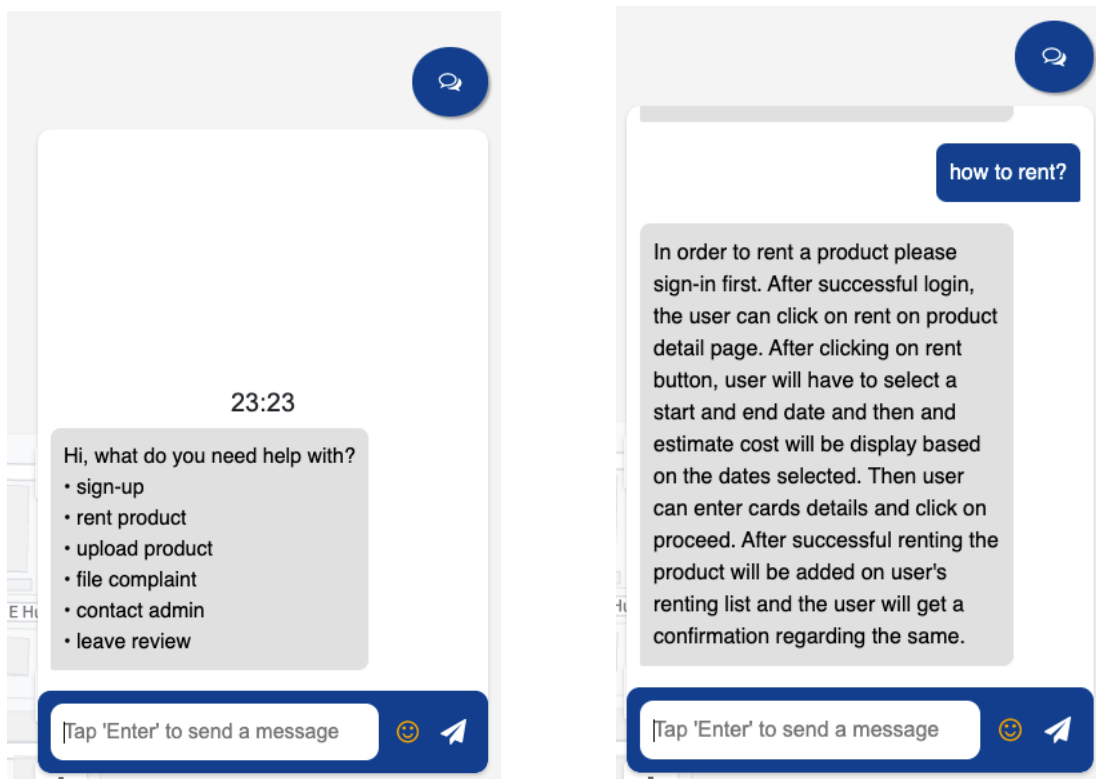 23:23
Hi, what do you need help with?
• sign-up
• rent product
• upload product
• file complaint
• contact admin
• leave review
E Hu
Tap 'Enter' to send a message
how to rent?
In order to rent a product please
sign-in first. After successful login,
the user can click on rent on product
detail page. After clicking on rent
button, user will have to select a
start and end date and then and
estimate cost will be display based
on the dates selected. Then user
can enter cards details and click on
proceed. After successful renting the
product will be added on user's
renting list and the user will get a
confirmation regarding the same.
Tap 'Enter' to send a message